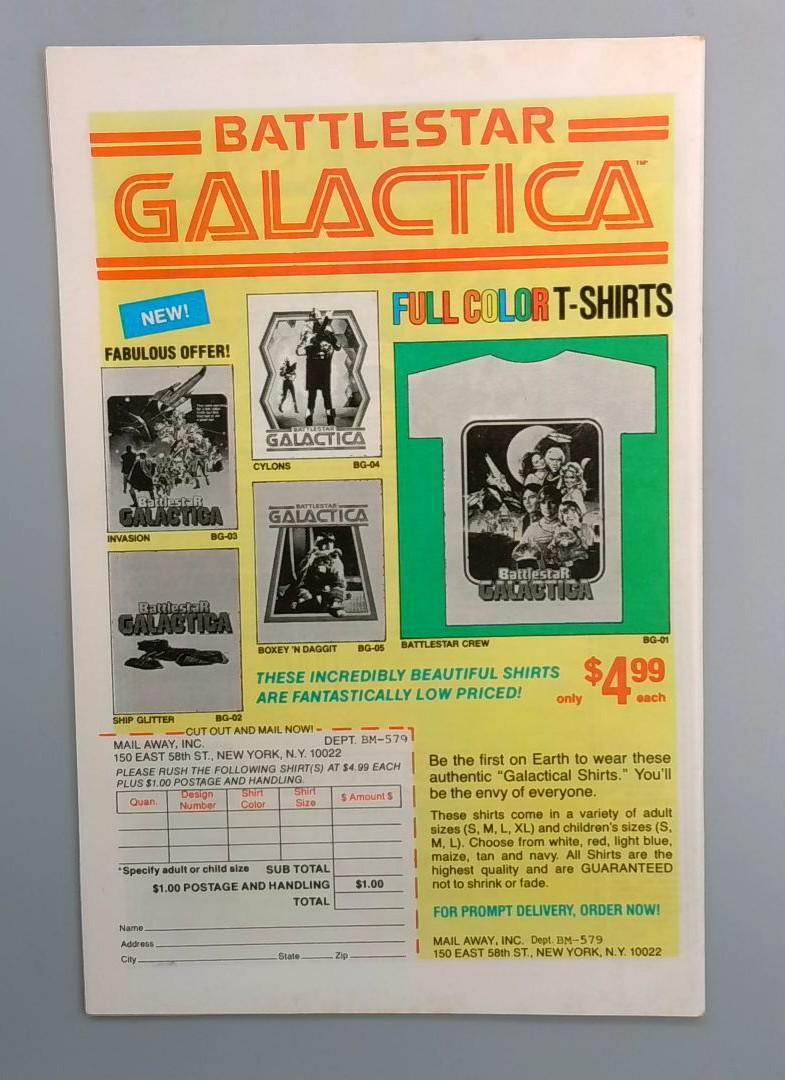 BATTLESTAR
GALACTICA™
NEW!
FABULOUS OFFER!
FULL COLOR T-SHIRTS
BattlestaR
GALACTICA
INVASION BG-03
BATTLESTAR
GALACTICA
CYLONS BG-04
BATTLESTAR
GALACTICA
BOXEY 'N DAGGIT BG-05
BattlestaR
GALACTICA
SHIP GLITTER BG-02
BattlestaR
GALACTICA
BATTLESTAR CREW BG-01
THESE INCREDIBLY BEAUTIFUL SHIRTS
ARE FANTASTICALLY LOW PRICED!
only $4.99 each
CUT OUT AND MAIL NOW!
MAIL AWAY, INC. DEPT. BM-579
150 EAST 58th ST., NEW YORK, N.Y. 10022
PLEASE RUSH THE FOLLOWING SHIRT(S) AT $4.99 EACH
PLUS $1.00 POSTAGE AND HANDLING.
Quan. Design Number Shirt Color Shirt Size $ Amount $
*Specify adult or child size SUB TOTAL
$1.00 POSTAGE AND HANDLING $1.00
TOTAL
Name
Address
City State Zip
Be the first on Earth to wear these
authentic "Galactical Shirts." You'll
be the envy of everyone.
These shirts come in a variety of adult
sizes (S, M, L, XL) and children's sizes (S,
M, L). Choose from white, red, light blue,
maize, tan and navy. All Shirts are the
highest quality and are GUARANTEED
not to shrink or fade.
FOR PROMPT DELIVERY, ORDER NOW!
MAIL AWAY, INC. Dept. BM-579
150 EAST 58th ST., NEW YORK, N.Y. 10022